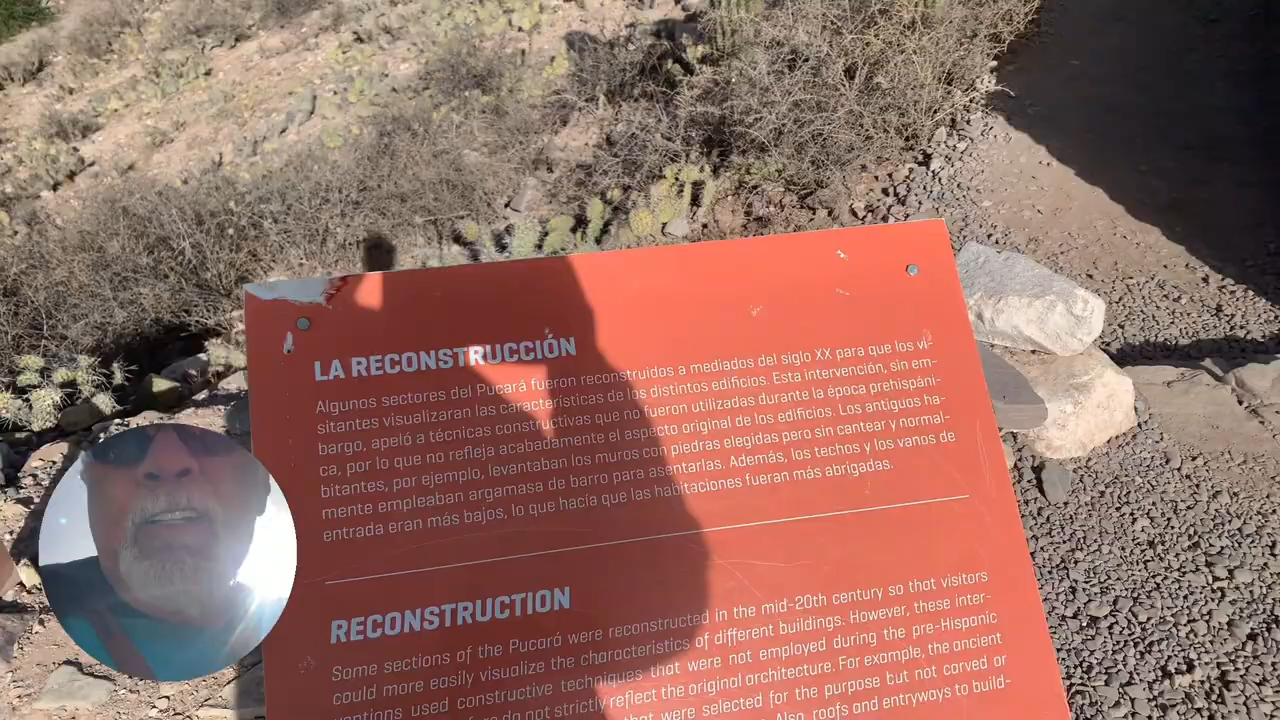 LA RECONSTRUCCIÓN
Algunos sectores del Pucará fueron reconstruidos a mediados del siglo XX para que los vi-
sitantes visualizaran las características de los distintos edificios. Esta intervención, sin em-
bargo, apeló a técnicas constructivas que no fueron utilizadas durante la época prehispáni-
ca, por lo que no refleja acabadamente el aspecto original de los edificios. Los antiguos ha-
bitantes, por ejemplo, levantaban los muros con piedras elegidas pero sin cantear y normal-
mente empleaban argamasa de barro para asentarlas. Además, los techos y los vanos de
entrada eran más bajos, lo que hacía que las habitaciones fueran más abrigadas.
RECONSTRUCTION
Some sections of the Pucará were reconstructed in the mid-20th century so that visitors
could more easily visualize the characteristics of different buildings. However, these inter-
ventions used constructive techniques that were not employed during the pre-Hispanic
do not strictly reflect the original architecture. For example, the ancient
that were selected for the purpose but not carved or
Also, roofs and entryways to build-